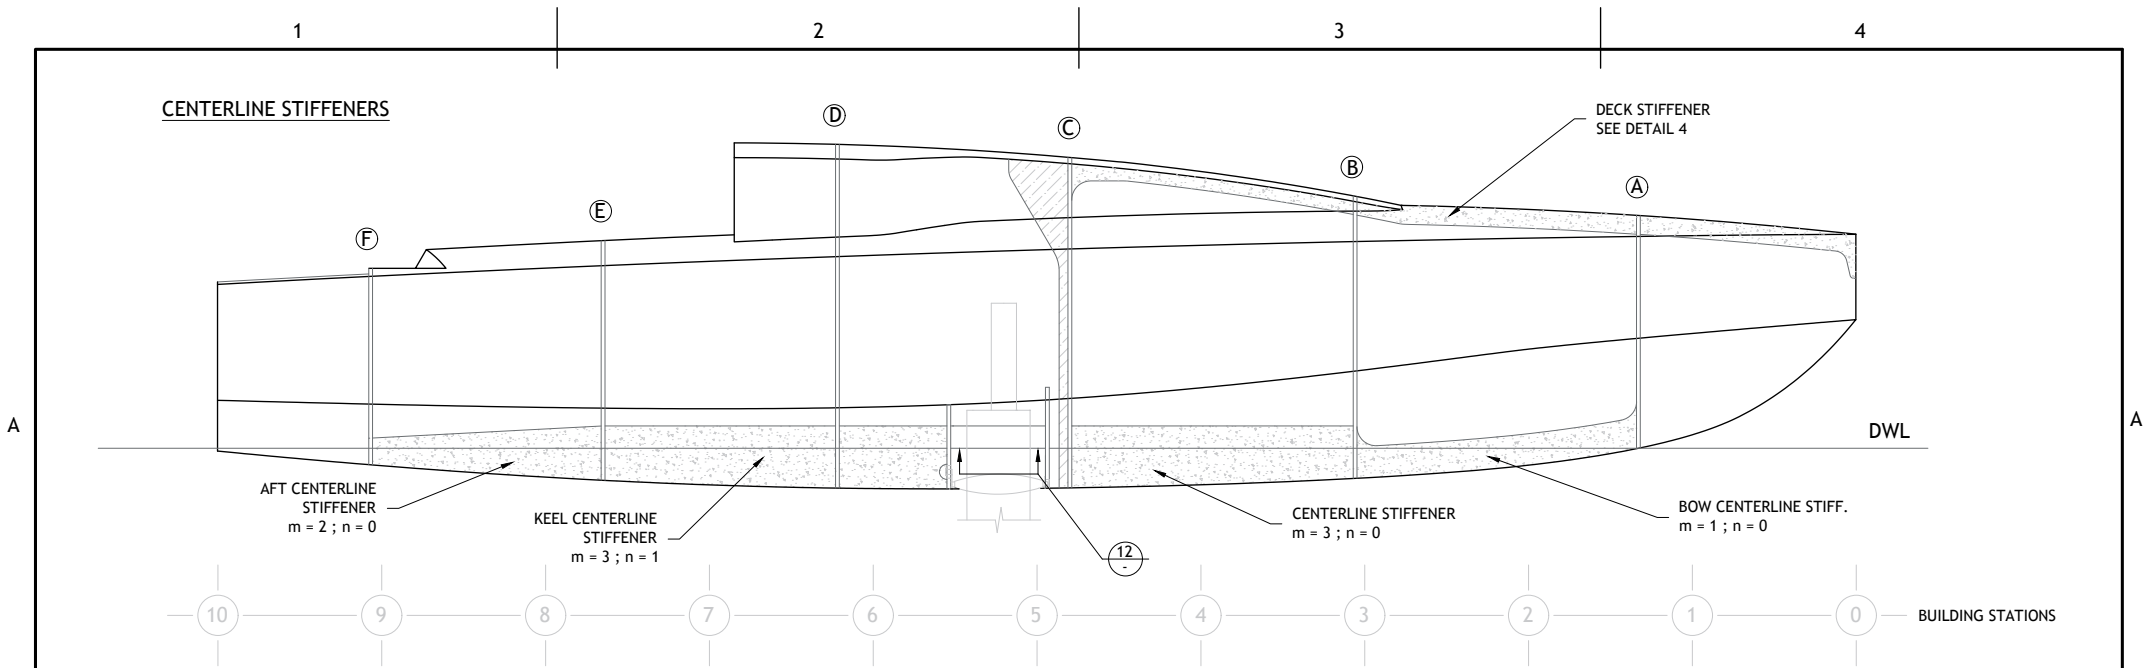 1 2 3 4
CENTERLINE STIFFENERS
DECK STIFFENER
SEE DETAIL 4
D
C
B
A
E
F
A A
DWL
AFT CENTERLINE
STIFFENER
m = 2 ; n = 0
KEEL CENTERLINE
STIFFENER
m = 3 ; n = 1
CENTERLINE STIFFENER
m = 3 ; n = 0
BOW CENTERLINE STIFF.
m = 1 ; n = 0
12
-
10 9 8 7 6 5 4 3 2 1 0 BUILDING STATIONS